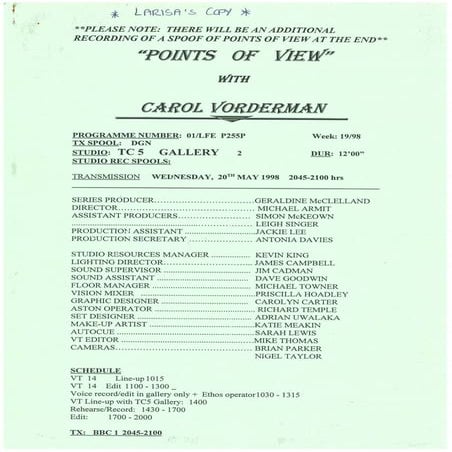 * LARISA'S COPY *
**PLEASE NOTE: THERE WILL BE AN ADDITIONAL
RECORDING OF A SPOOF OF POINTS OF VIEW AT THE END**
"POINTS OF VIEW"
WITH
CAROL VORDERMAN
PROGRAMME NUMBER: 01/LFE P255P Week: 19/98
TX SPOOL: DGN
STUDIO: TC 5 GALLERY 2 DUR: 12'00"
STUDIO REC SPOOLS:
TRANSMISSION WEDNESDAY, 20TH MAY 1998 2045-2100 hrs
SERIES PRODUCER GERALDINE McCLELLAND
DIRECTOR MICHAEL ARMIT
ASSISTANT PRODUCERS SIMON McKEOWN
LEIGH SINGER
PRODUCTION ASSISTANT JACKIE LEE
PRODUCTION SECRETARY ANTONIA DAVIES
STUDIO RESOURCES MANAGER KEVIN KING
LIGHTING DIRECTOR JAMES CAMPBELL
SOUND SUPERVISOR JIM CADMAN
SOUND ASSISTANT DAVE GOODWIN
FLOOR MANAGER MICHAEL TOWNER
VISION MIXER PRISCILLA HOADLEY
GRAPHIC DESIGNER CAROLYN CARTER
ASTON OPERATOR RICHARD TEMPLE
SET DESIGNER ADRIAN UWALAKA
MAKE-UP ARTIST KATIE MEAKIN
AUTOCUE SARAH LEWIS
VT EDITOR MIKE THOMAS
CAMERAS BRIAN PARKER
NIGEL TAYLOR
SCHEDULE
VT 14 Line-up 1015
VT 14 Edit 1100 - 1300
Voice record/edit in gallery only + Ethos operator 1030 - 1315
VT Line-up with TC5 Gallery: 1400
Rehearse/Record: 1430 - 1700
Edit: 1700 - 2000
TX: BBC 1 2045-2100